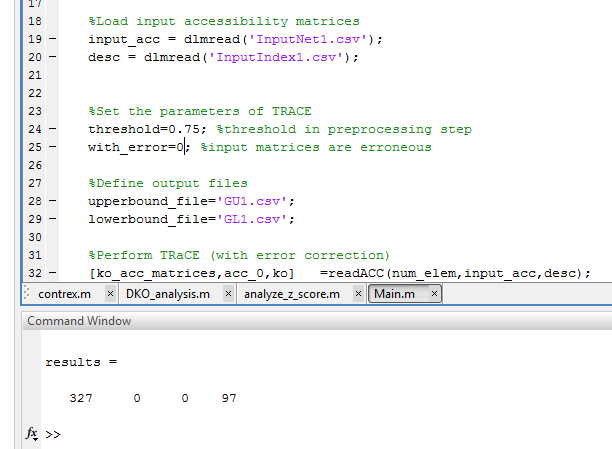 17
18 %Load input accessibility matrices
19 - input_acc = dlmread('InputNet1.csv');
20 - desc = dlmread('InputIndex1.csv');
21
22
23 %Set the parameters of TRACE
24 - threshold=0.75; %threshold in preprocessing step
25 - with_error=0; %input matrices are erroneous
26
27 %Define output files
28 - upperbound_file='GU1.csv';
29 - lowerbound_file='GL1.csv';
30
31 %Perform TRaCE (with error correction)
32 - [ko_acc_matrices,acc_0,ko] =readACC(num_elem,input_acc,desc);
contrex.m × DKO_analysis.m × analyze_z_score.m × Main.m ×
Command Window
results =
327 0 0 97
fx >>